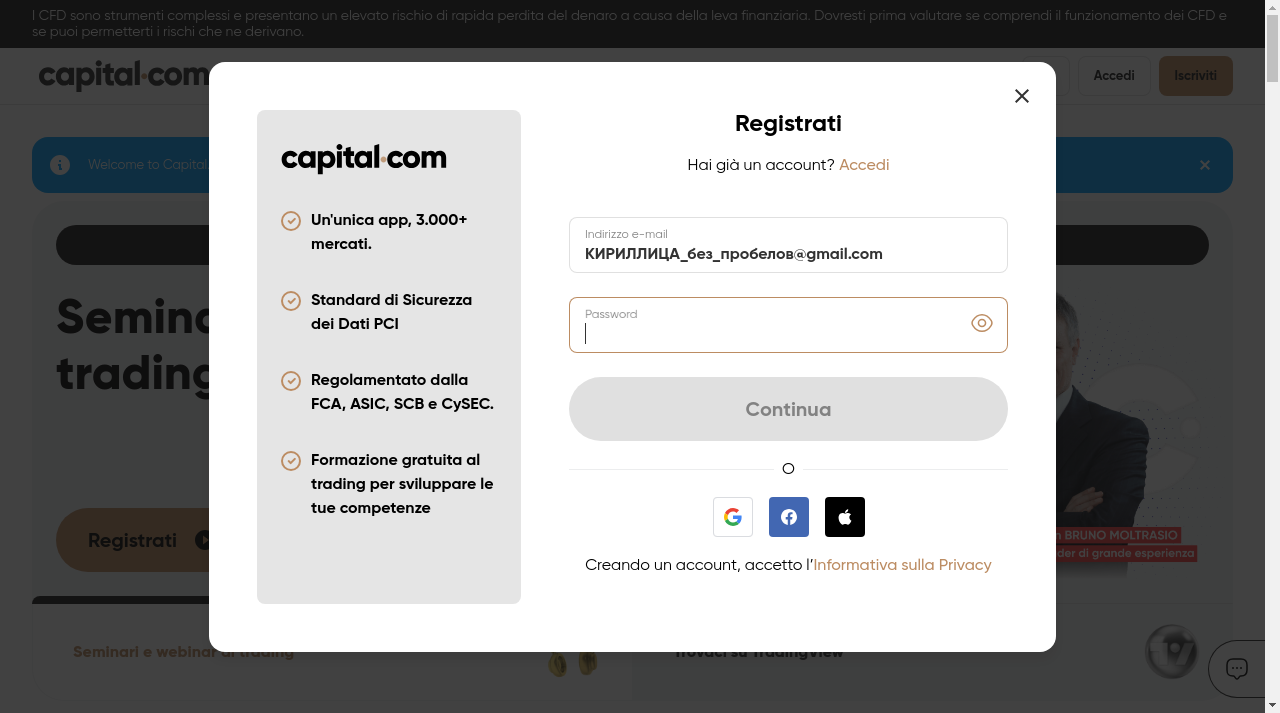 I CFD sono strumenti complessi e presentano un elevato rischio di rapida perdita del denaro a causa della leva finanziaria. Dovresti prima valutare se comprendi il funzionamento dei CFD e
se puoi permetterti i rischi che ne derivano.
capital.com
Accedi
Iscriviti
Welcome to Capital
Registrati
Hai già un account? Accedi
capital.com
Un'unica app, 3.000+
mercati.
Standard di Sicurezza
dei Dati PCI
Regolamentato dalla
FCA, ASIC, SCB e CySEC.
Formazione gratuita al
trading per sviluppare le
tue competenze
Indirizzo e-mail
КИРИЛЛИЦА_без_пробелов@gmail.com
Password
Continua
O
Creando un account, accetto l'Informativa sulla Privacy
trading
Registrati
BRUNO MOLTRASIO
di grande esperienza
Seminari e webinar di trading
Trovaci su TradingView